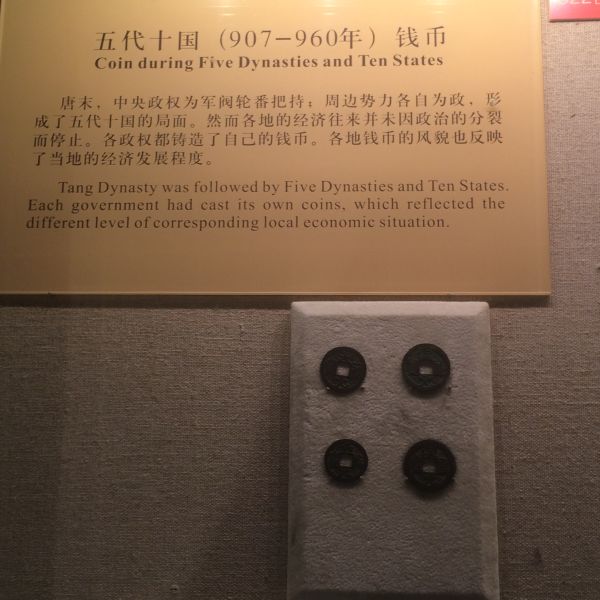 五代十国（907—960年）钱币
Coin during Five Dynasties and Ten States
唐末，中央政权为军阀轮番把持；周边势力各自为政，形
成了五代十国的局面。然而各地的经济往来并未因政治的分裂
而停止。各政权都铸造了自己的钱币。各地钱币的风貌也反映
了当地的经济发展程度。
Tang Dynasty was followed by Five Dynasties and Ten States.
Each government had cast its own coins, which reflected the
different level of corresponding local economic situation.